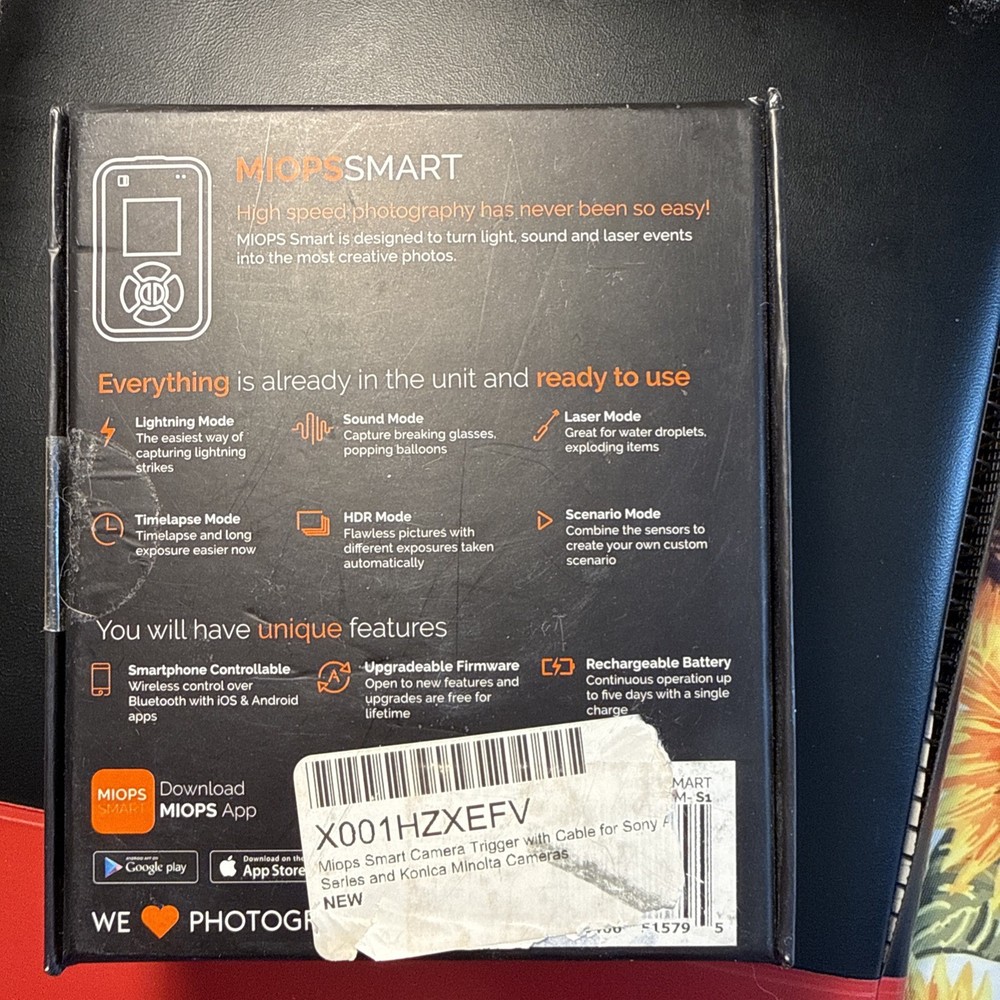 MIOPSSMART
High speed photography has never been so easy!
MIOPS Smart is designed to turn light, sound and laser events
into the most creative photos.
Everything is already in the unit and ready to use
Lightning Mode
The easiest way of
capturing lightning
strikes
Sound Mode
Capture breaking glasses,
popping balloons
Laser Mode
Great for water droplets,
exploding items
Timelapse Mode
Timelapse and long
exposure easier now
HDR Mode
Flawless pictures with
different exposures taken
automatically
Scenario Mode
Combine the sensors to
create your own custom
scenario
You will have unique features
Smartphone Controllable
Wireless control over
Bluetooth with iOS & Android
apps
A
Upgradeable Firmware
Open to new features and
upgrades are free for
lifetime
Rechargeable Battery
Continuous operation up
to five days with a single
charge
MIOPS
SMART
Download
MIOPS App
ANDROID APP ON
Google play
Download on the
App Store
WE PHOTOGR
X001HZXEFV
Miops Smart Camera Trigger with Cable for Sony
Series and Konica Minolta Cameras
NEW
MART
M-S1
51579 5